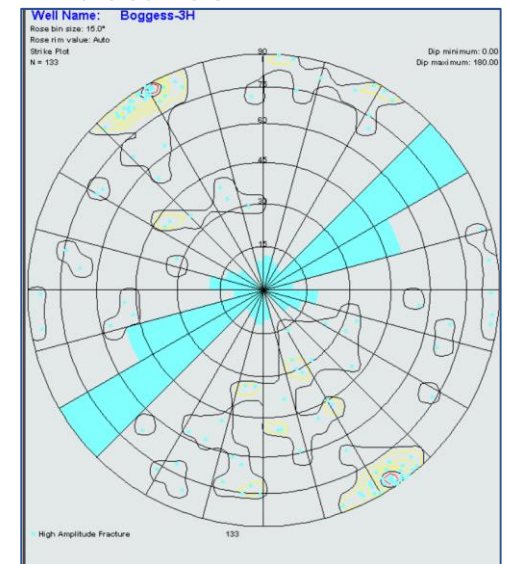 Well Name: Boggess-3H
Rose bin size: 15.0°
Rose rim value: Auto
Strike Plot
N = 133
Dip minimum: 0.00
Dip maximum: 180.00
90
75
60
45
30
15
High Amplitude Fracture 133